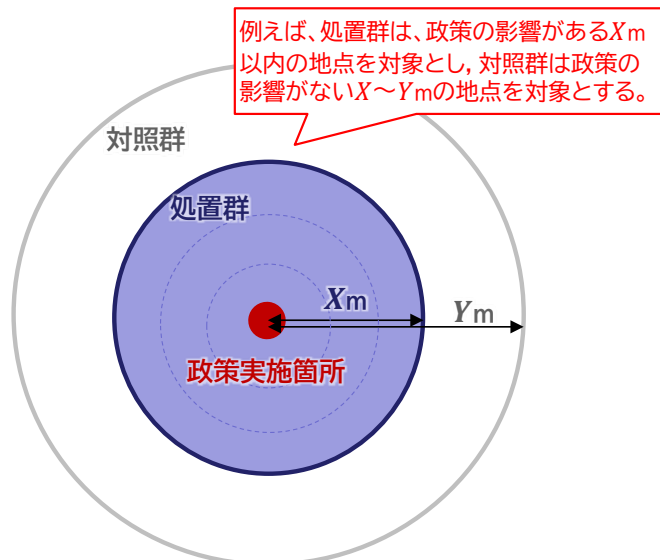 例えば、処置群は、政策の影響があるXm
以内の地点を対象とし, 対照群は政策の
影響がないX～Ymの地点を対象とする。
対照群
処置群
Xm
Ym
政策実施箇所